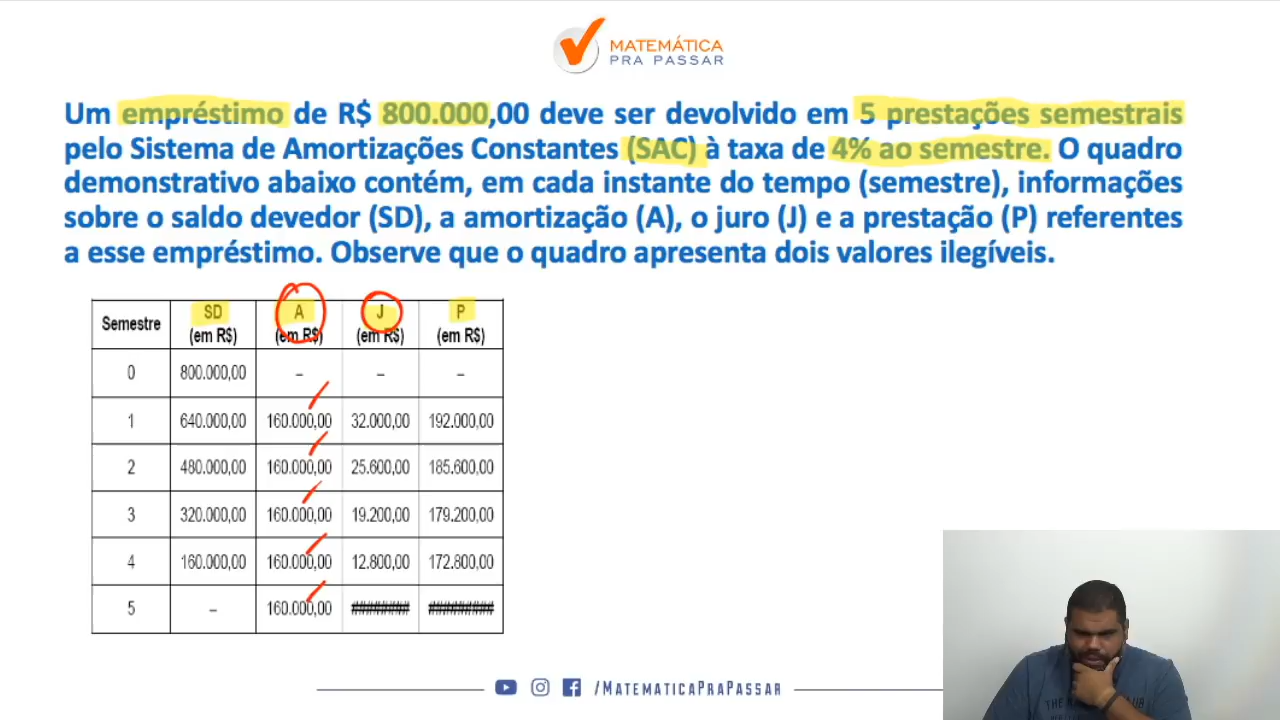 MATEMÁTICA
PRA PASSAR
Um empréstimo de R$ 800.000,00 deve ser devolvido em 5 prestações semestrais
pelo Sistema de Amortizações Constantes (SAC) à taxa de 4% ao semestre. O quadro
demonstrativo abaixo contém, em cada instante do tempo (semestre), informações
sobre o saldo devedor (SD), a amortização (A), o juro (J) e a prestação (P) referentes
a esse empréstimo. Observe que o quadro apresenta dois valores ilegíveis.
Semestre SD (em R$) A (em R$) J (em R$) P (em R$)
0 800.000,00 – – –
1 640.000,00 160.000,00 32.000,00 192.000,00
2 480.000,00 160.000,00 25.600,00 185.600,00
3 320.000,00 160.000,00 19.200,00 179.200,00
4 160.000,00 160.000,00 12.800,00 172.800,00
5 – 160.000,00
/MATEMATICAPRAPASSAR